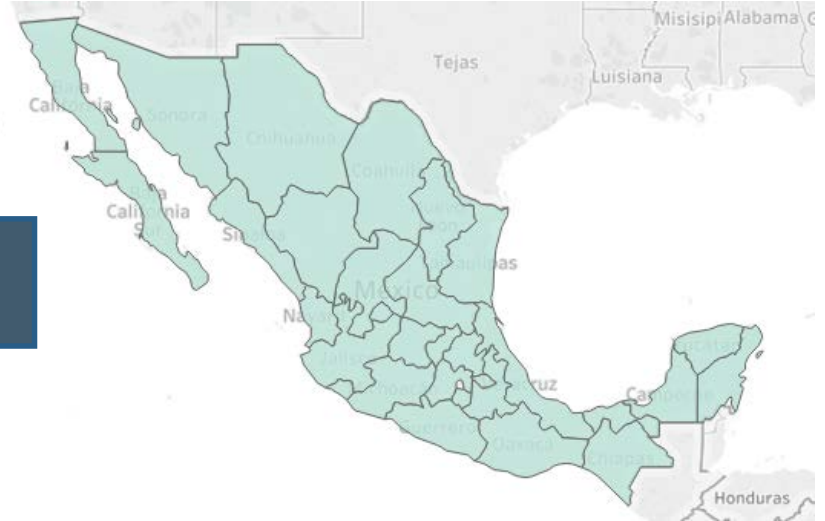 Misisipi Alabama
Tejas
Luisiana
Baja
California
Sonora
Chihuahua
Coahuila
Baja
California
Sur
Nuevo
León
Sinaloa
Tamaulipas
México
Nayarit
Jalisco
Michoacán
Guerrero
Oaxaca
Chiapas
Campeche
Yucatán
Honduras